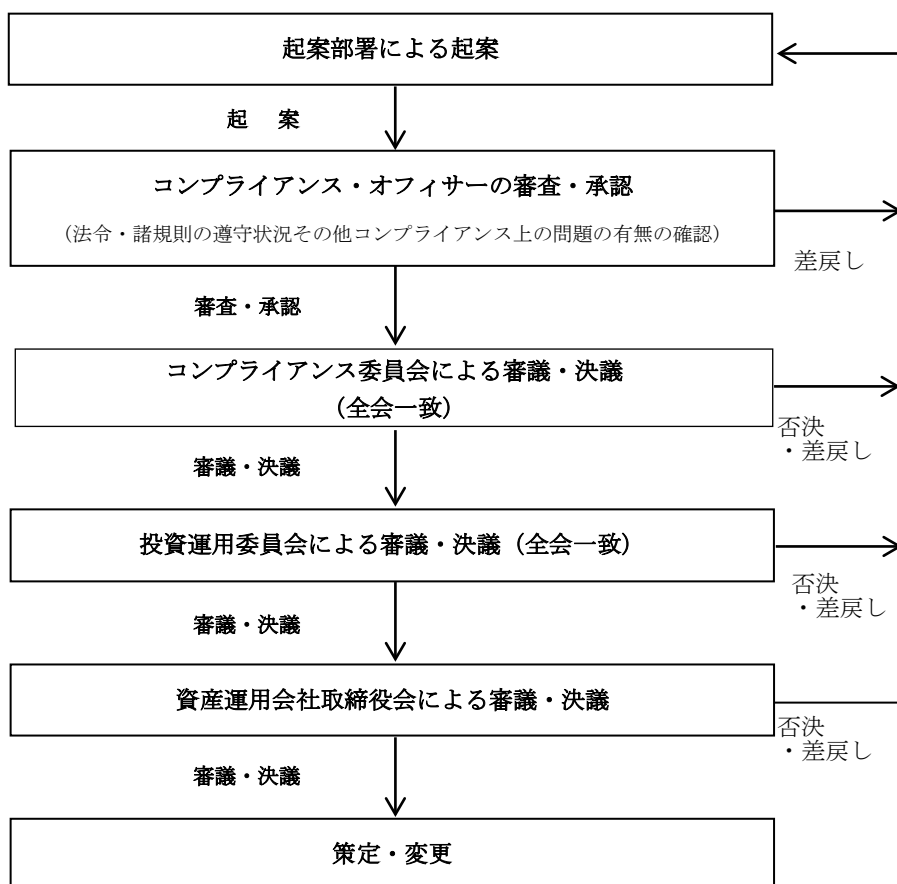 起案部署による起案
起　案
コンプライアンス・オフィサーの審査・承認
（法令・諸規則の遵守状況その他コンプライアンス上の問題の有無の確認）
差戻し
審査・承認
コンプライアンス委員会による審議・決議
（全会一致）
否決
・差戻し
審議・決議
投資運用委員会による審議・決議（全会一致）
否決
・差戻し
審議・決議
資産運用会社取締役会による審議・決議
否決
・差戻し
審議・決議
策定・変更